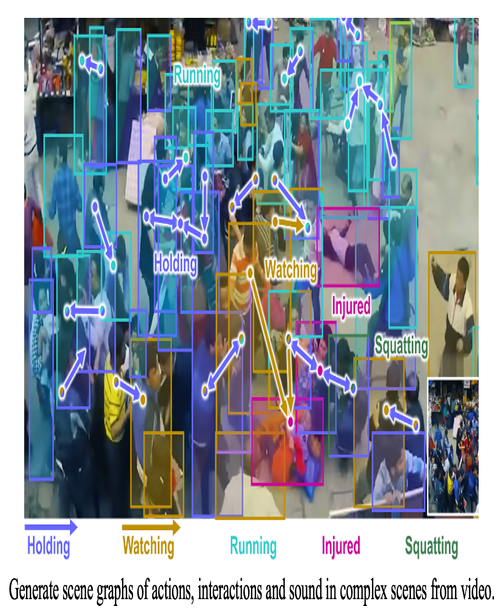 Running
Holding
Watching
Injured
Squatting
Holding Watching Running Injured Squatting
Generate scene graphs of actions, interactions and sound in complex scenes from video.